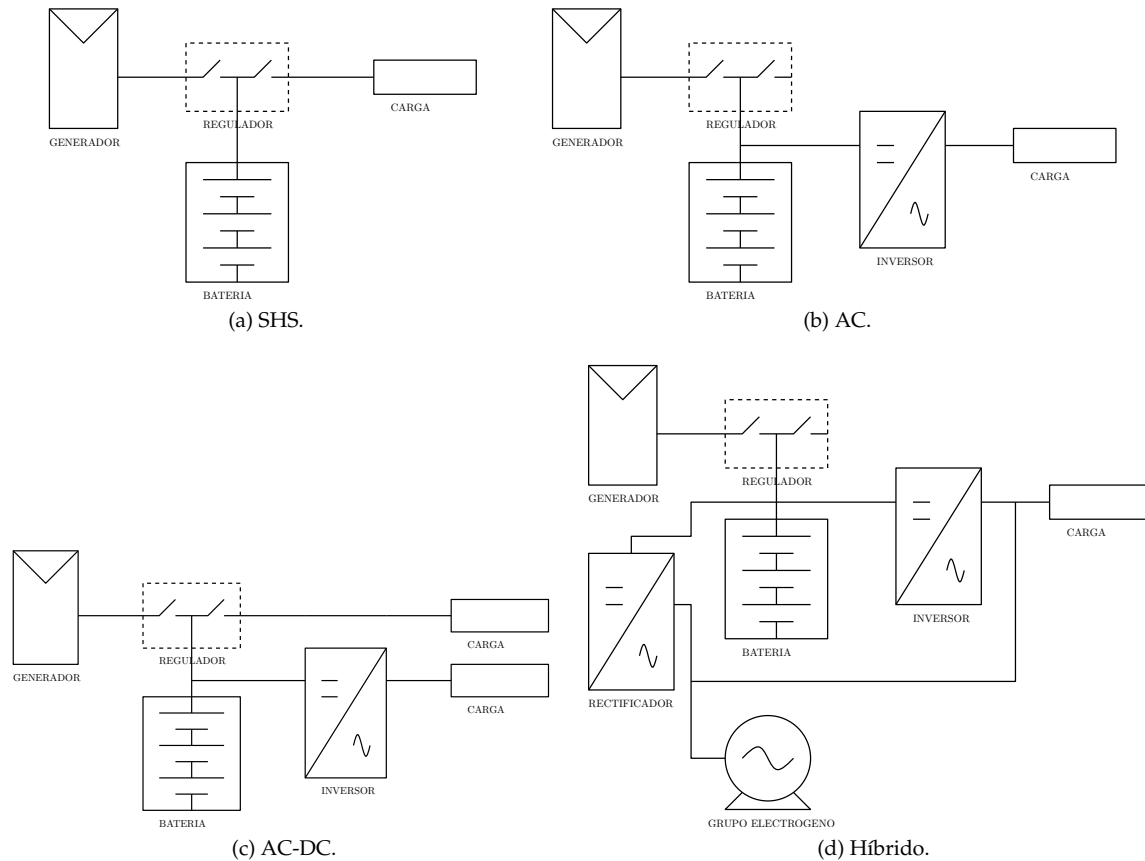 GENERADOR
REGULADOR
CARGA
BATERIA
(a) SHS.
GENERADOR
REGULADOR
CARGA
INVERSOR
BATERIA
(b) AC.
GENERADOR
REGULADOR
CARGA
CARGA
INVERSOR
BATERIA
(c) AC-DC.
GENERADOR
REGULADOR
CARGA
INVERSOR
BATERIA
RECTIFICADOR
GRUPO ELECTROGENO
(d) Híbrido.